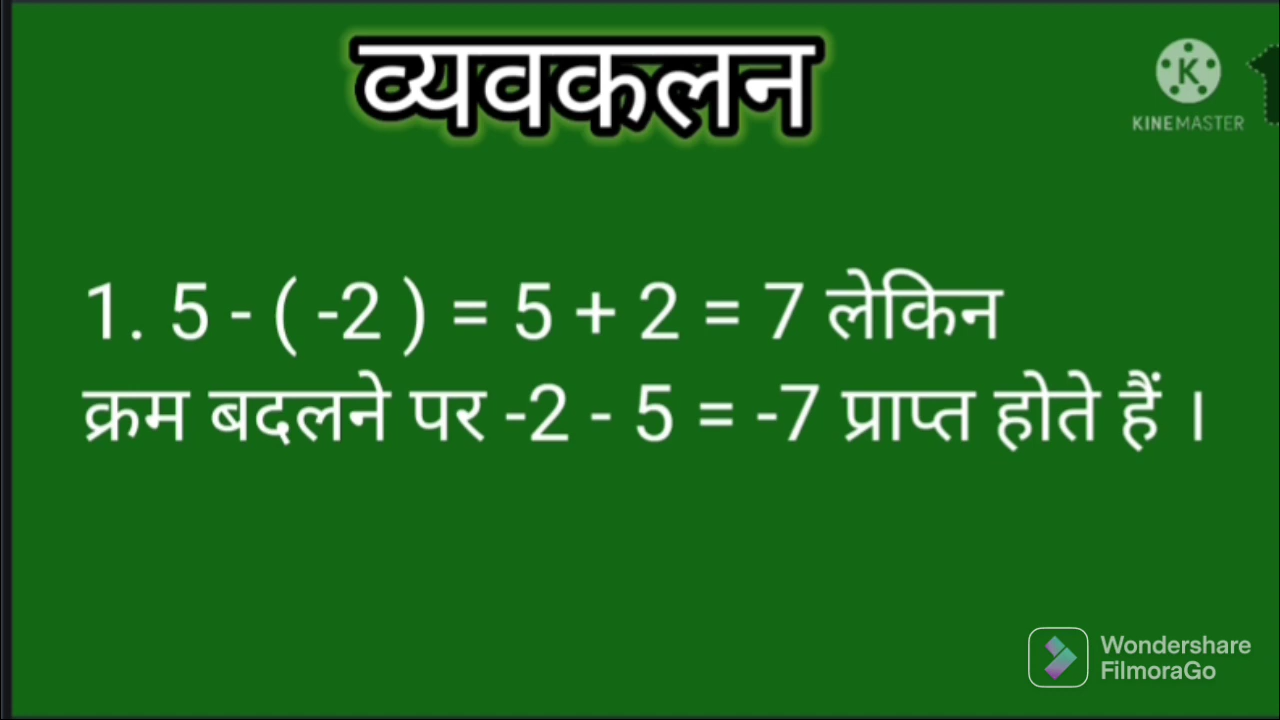 व्यवकलन
KINEMASTER
1. 5 - ( -2 ) = 5 + 2 = 7 लेकिन
क्रम बदलने पर -2 - 5 = -7 प्राप्त होते हैं ।
Wondershare
FilmoraGo